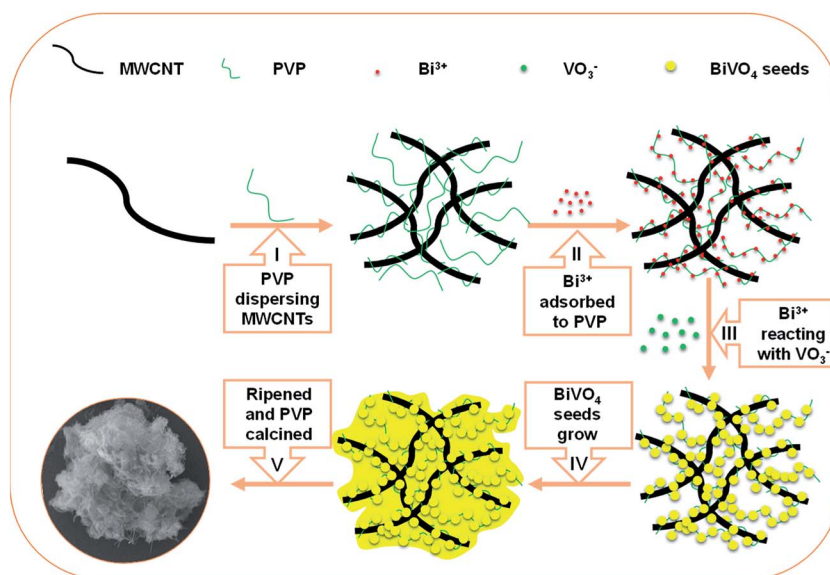 MWCNT PVP Bi³⁺ VO₃⁻ BiVO₄ seeds
I
PVP
dispersing
MWCNTs
II
Bi³⁺
adsorbed
to PVP
III
Bi³⁺
reacting
with VO₃⁻
BiVO₄
seeds
grow
IV
Ripened
and PVP
calcined
V